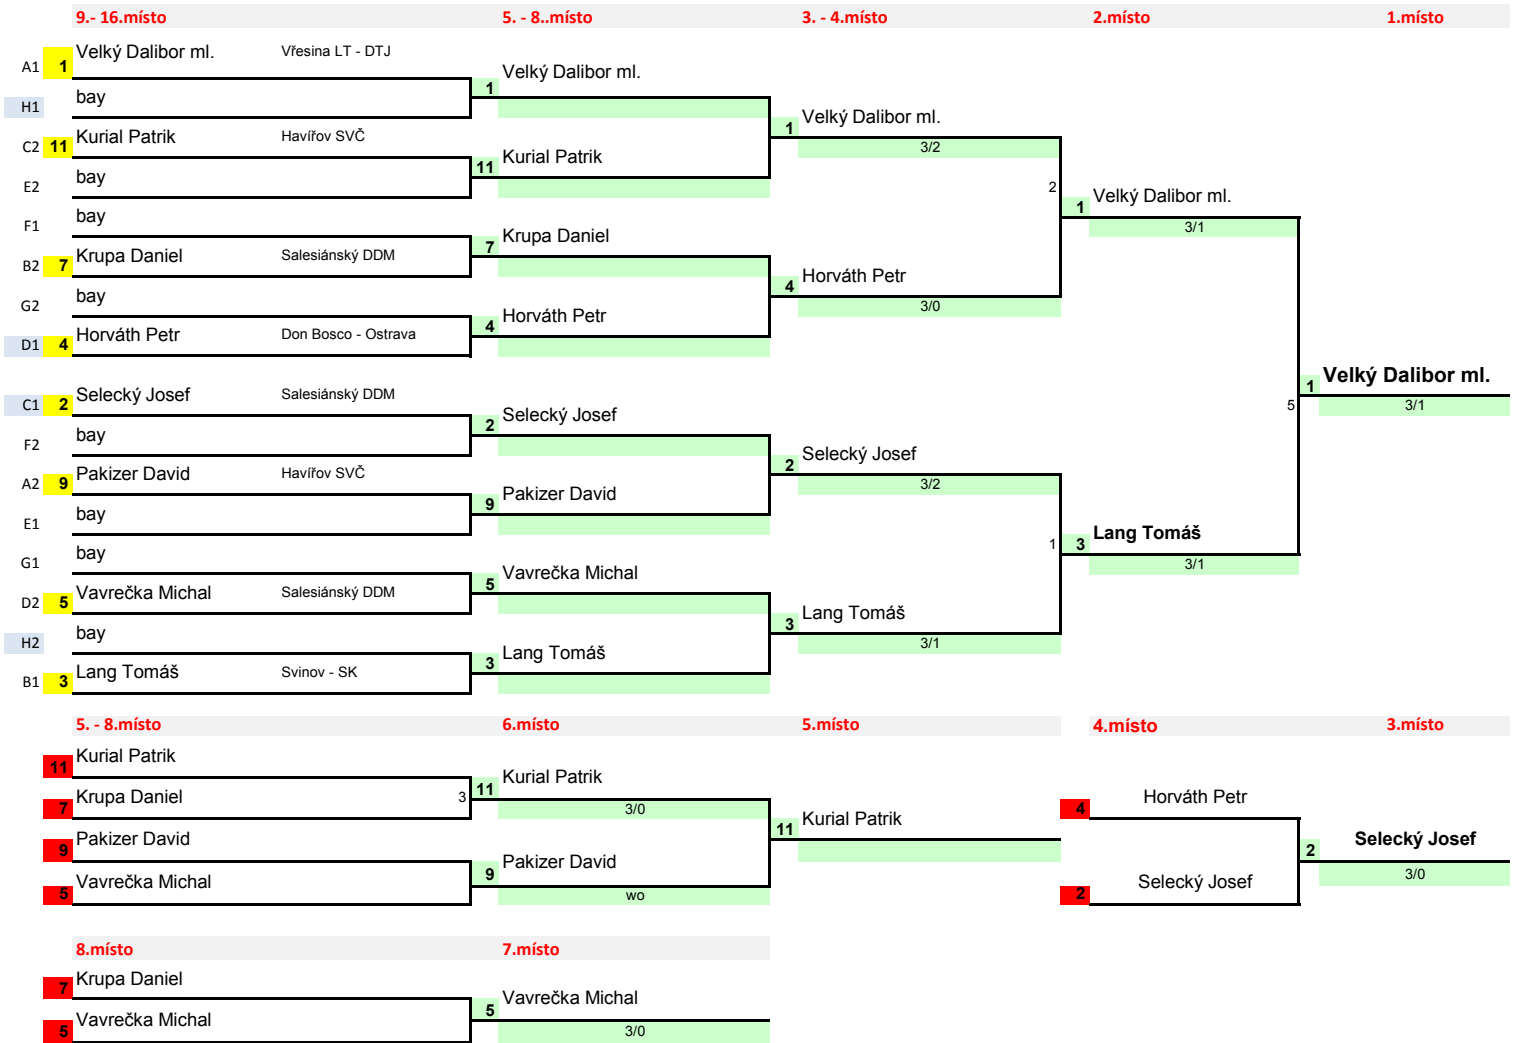 9.- 16.místo 5. - 8..místo 3. - 4.místo 2.místo 1.místo
A1 1 Velký Dalibor ml. Vřesina LT - DTJ
1 Velký Dalibor ml.
H1 bay
1 Velký Dalibor ml.
3/2
C2 11 Kurial Patrik Havířov SVČ
11 Kurial Patrik
E2 bay
2
1 Velký Dalibor ml.
3/1
F1 bay
7 Krupa Daniel
B2 7 Krupa Daniel Salesiánský DDM
4 Horváth Petr
3/0
G2 bay
4 Horváth Petr
D1 4 Horváth Petr Don Bosco - Ostrava
5
1 Velký Dalibor ml.
3/1
C1 2 Selecký Josef Salesiánský DDM
2 Selecký Josef
F2 bay
2 Selecký Josef
3/2
A2 9 Pakizer David Havířov SVČ
9 Pakizer David
E1 bay
1
3 Lang Tomáš
3/1
G1 bay
5 Vavrečka Michal
D2 5 Vavrečka Michal Salesiánský DDM
3 Lang Tomáš
3/1
H2 bay
3 Lang Tomáš
B1 3 Lang Tomáš Svinov - SK
5. - 8.místo 6.místo 5.místo 4.místo 3.místo
11 Kurial Patrik
11 Kurial Patrik
3/0
7 Krupa Daniel 3
11 Kurial Patrik
9 Pakizer David
9 Pakizer David
wo
5 Vavrečka Michal
4 Horváth Petr
2 Selecký Josef
3/0
2 Selecký Josef
8.místo 7.místo
7 Krupa Daniel
5 Vavrečka Michal
3/0
5 Vavrečka Michal